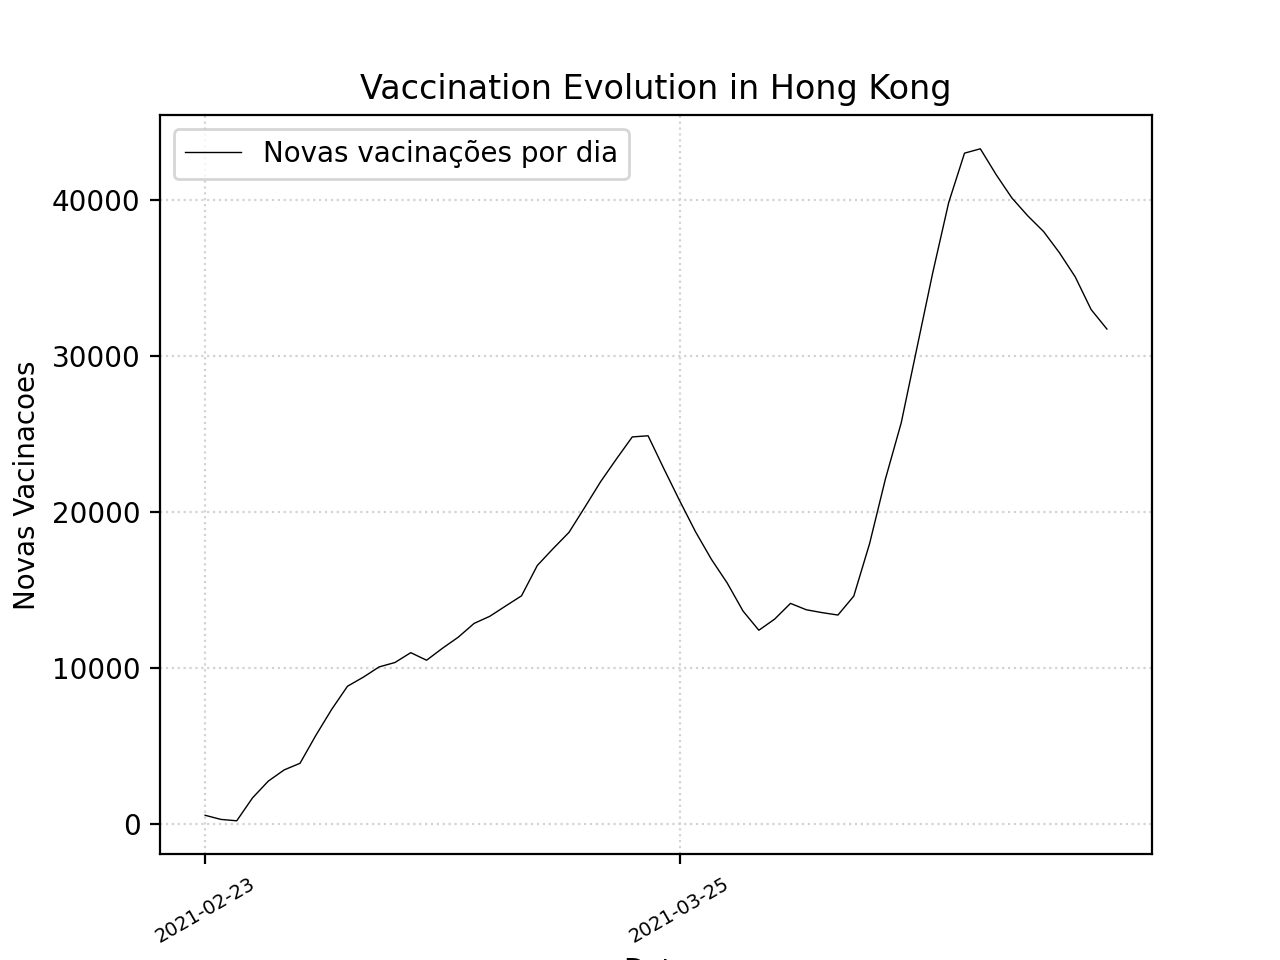 Vaccination Evolution in Hong Kong
Novas vacinações por dia
40000
30000
20000
10000
0
Novas Vacinacoes
2021-02-23
2021-03-25